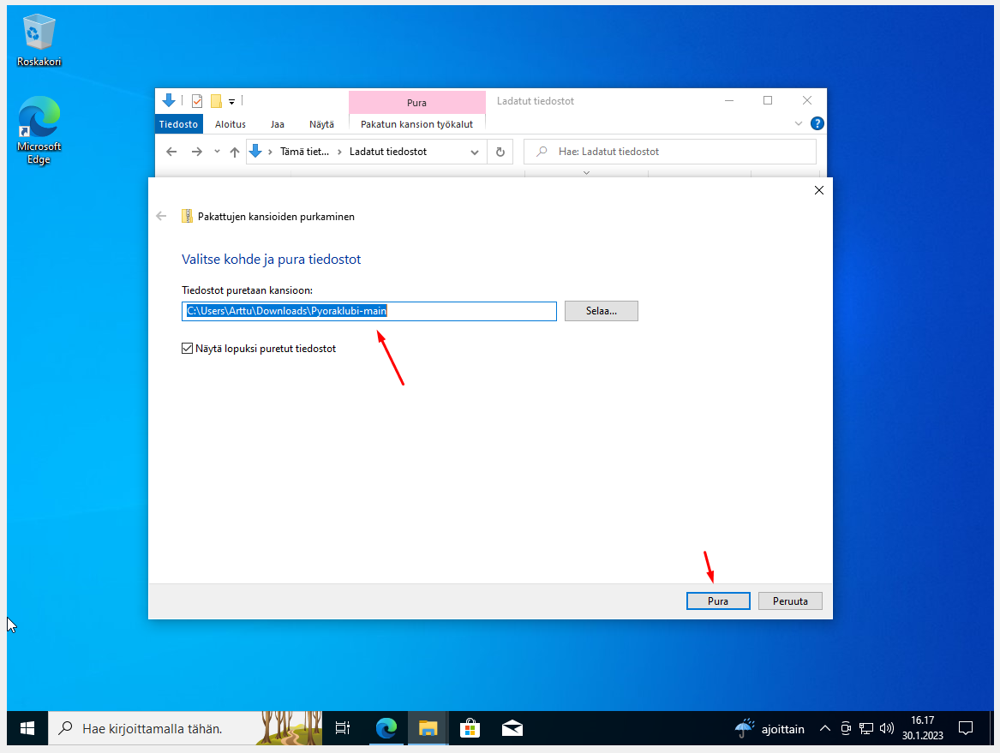 Roskakori
Microsoft
Edge
Pura
Ladatut tiedostot
Tiedosto
Aloitus
Jaa
Näytä
Pakatun kansion työkalut
?
Tämä tiet...
Ladatut tiedostot
Hae: Ladatut tiedostot
Pakattujen kansioiden purkaminen
Valitse kohde ja pura tiedostot
Tiedostot puretaan kansioon:
C:\Users\Arttu\Downloads\Pyoraklubi-main
Selaa...
Näytä lopuksi puretut tiedostot
Pura
Peruuta
Hae kirjoittamalla tähän.
ajoittain
16.17
30.1.2023